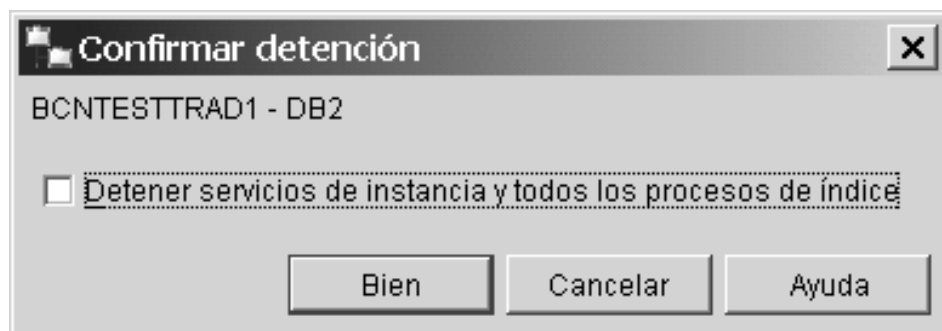 Confirmar detención
BCNTESTTRAD1 - DB2
Detener servicios de instancia y todos los procesos de índice
Bien Cancelar Ayuda